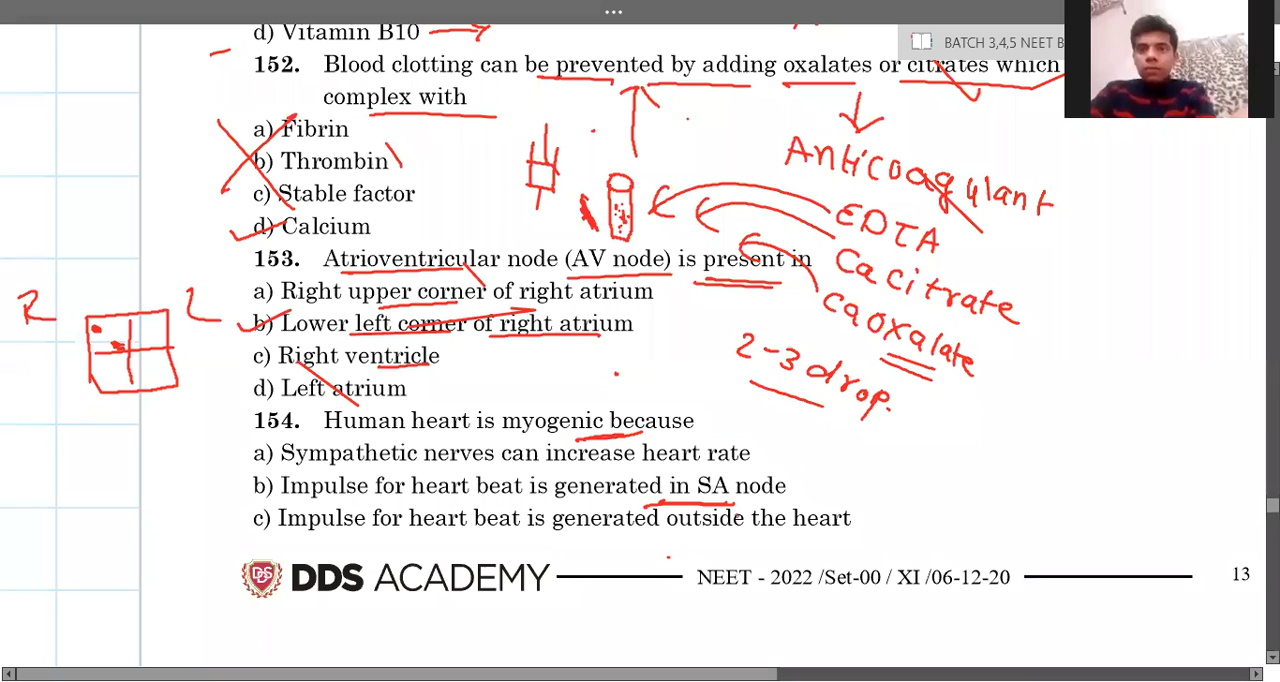 d) Vitamin B10
BATCH 3,4,5 NEET B
152. Blood clotting can be prevented by adding oxalates or citrates which
complex with
a) Fibrin
b) Thrombin
c) Stable factor
d) Calcium
Anticoagulant
EDTA
Ca citrate
Ca oxalate
2-3 drop.
153. Atrioventricular node (AV node) is present in
a) Right upper corner of right atrium
b) Lower left corner of right atrium
c) Right ventricle
d) Left atrium
R L
154. Human heart is myogenic because
a) Sympathetic nerves can increase heart rate
b) Impulse for heart beat is generated in SA node
c) Impulse for heart beat is generated outside the heart
DDS DDS ACADEMY NEET - 2022 /Set-00 / XI /06-12-20 13